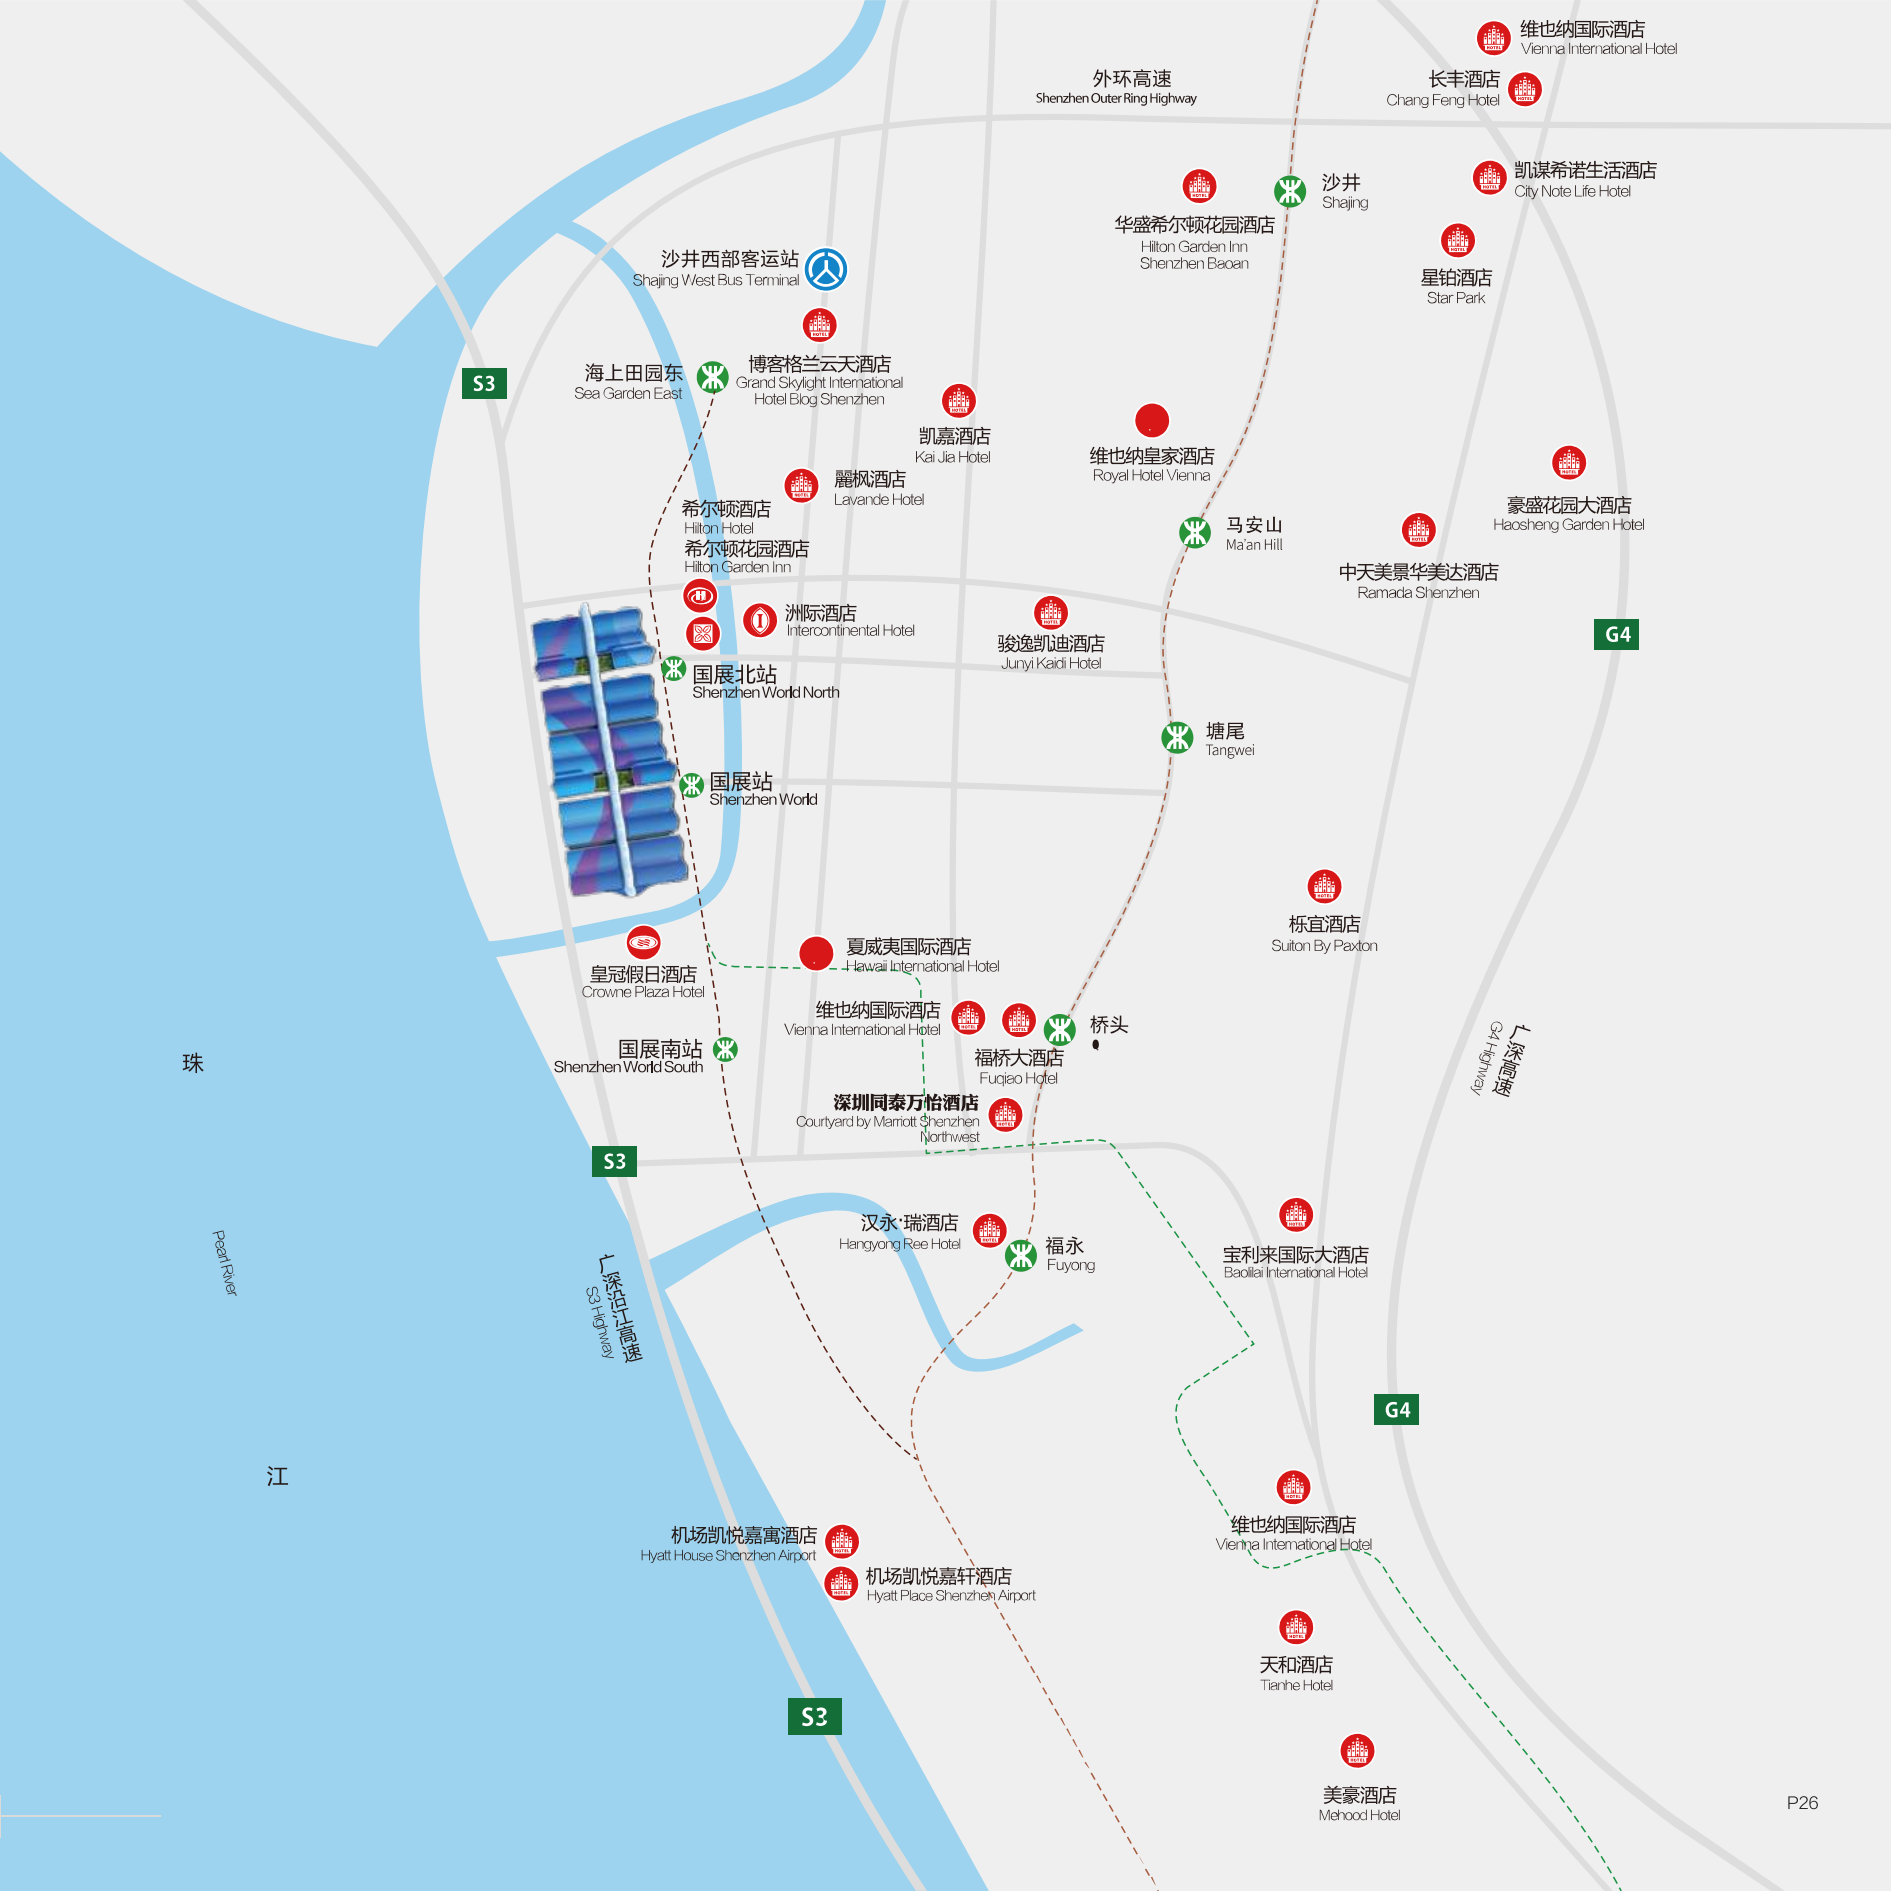 维也纳国际酒店
Vienna International Hotel
长丰酒店
Chang Feng Hotel
外环高速
Shenzhen Outer Ring Highway
凯谋希诺生活酒店
City Note Life Hotel
沙井
Shajing
华盛希尔顿花园酒店
Hilton Garden Inn
Shenzhen Baoan
星铂酒店
Star Park
沙井西部客运站
Shajing West Bus Terminal
博客格兰云天酒店
Grand Skylight International
Hotel Blog Shenzhen
海上田园东
Sea Garden East
S3
凯嘉酒店
Kai Jia Hotel
维也纳皇家酒店
Royal Hotel Vienna
麗枫酒店
Lavande Hotel
豪盛花园大酒店
Haosheng Garden Hotel
希尔顿酒店
Hilton Hotel
希尔顿花园酒店
Hilton Garden Inn
马安山
Ma'an Hill
中天美景华美达酒店
Ramada Shenzhen
洲际酒店
Intercontinental Hotel
骏逸凯迪酒店
Junyi Kaidi Hotel
G4
国展北站
Shenzhen World North
塘尾
Tangwei
国展站
Shenzhen World
栎宜酒店
Suiton By Paxton
夏威夷国际酒店
Hawaii International Hotel
皇冠假日酒店
Crowne Plaza Hotel
维也纳国际酒店
Vienna International Hotel
桥头
福桥大酒店
Fuqiao Hotel
国展南站
Shenzhen World South
广深高速
G4 Highway
珠
深圳同泰万怡酒店
Courtyard by Marriott Shenzhen
Northwest
S3
汉永·瑞酒店
Hangyong Ree Hotel
福永
Fuyong
宝利来国际大酒店
Baolilai International Hotel
Pearl River
广深沿江高速
S3 Highway
G4
江
维也纳国际酒店
Vienna International Hotel
机场凯悦嘉寓酒店
Hyatt House Shenzhen Airport
机场凯悦嘉轩酒店
Hyatt Place Shenzhen Airport
天和酒店
Tianhe Hotel
S3
美豪酒店
Mehood Hotel
P26